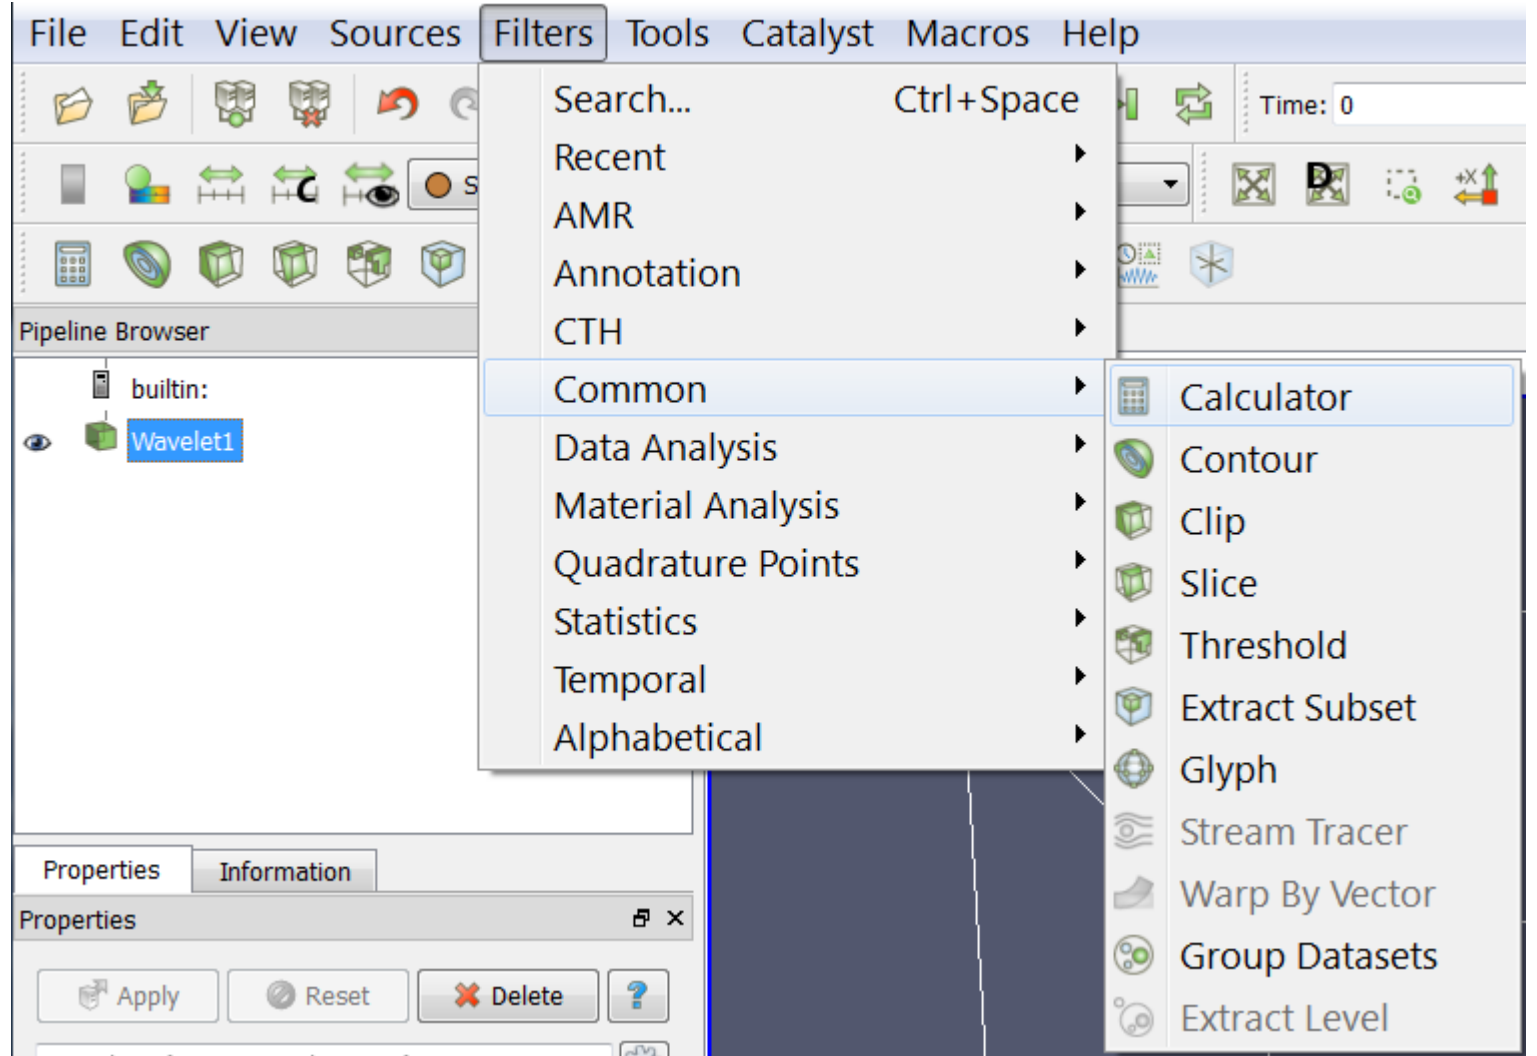 File Edit View Sources Filters Tools Catalyst Macros Help
Search... Ctrl+Space
Time: 0
Recent
C
S
D
+X
AMR
Annotation
CTH
Pipeline Browser
builtin:
Common
Calculator
Wavelet1
Data Analysis
Contour
Material Analysis
Clip
Quadrature Points
Slice
Statistics
Threshold
Temporal
Extract Subset
Alphabetical
Glyph
Stream Tracer
Properties Information
Warp By Vector
Properties
Group Datasets
Apply Reset Delete ?
Extract Level